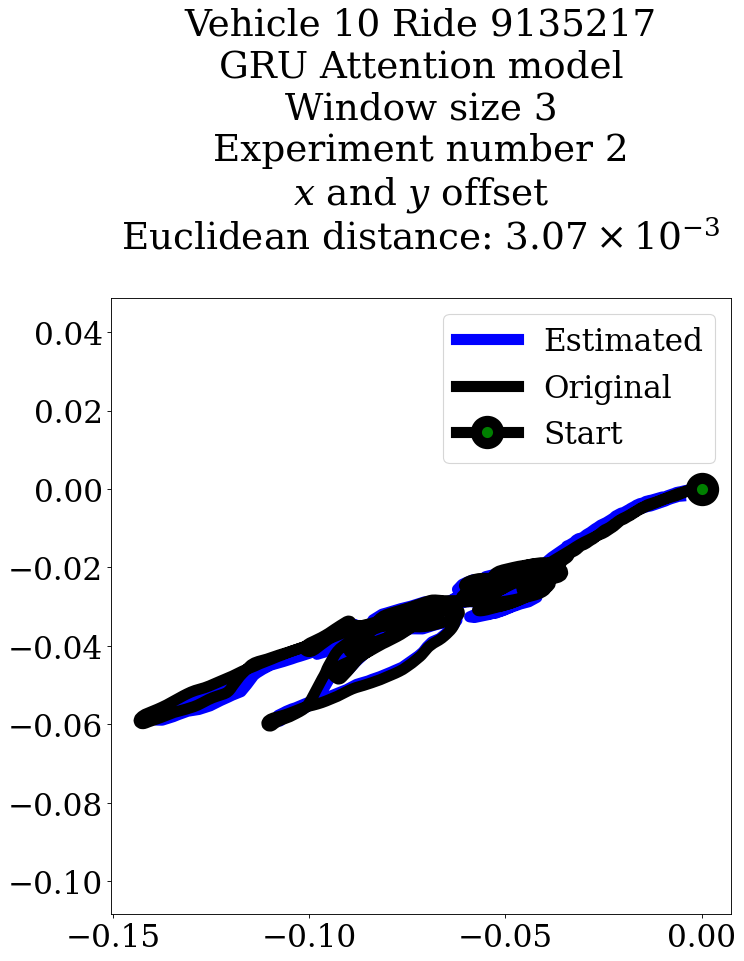 Vehicle 10 Ride 9135217
GRU Attention model
Window size 3
Experiment number 2
x and y offset
Euclidean distance: 3.07 × 10⁻³
Estimated
Original
Start
0.04
0.02
0.00
−0.02
−0.04
−0.06
−0.08
−0.10
−0.15 −0.10 −0.05 0.00